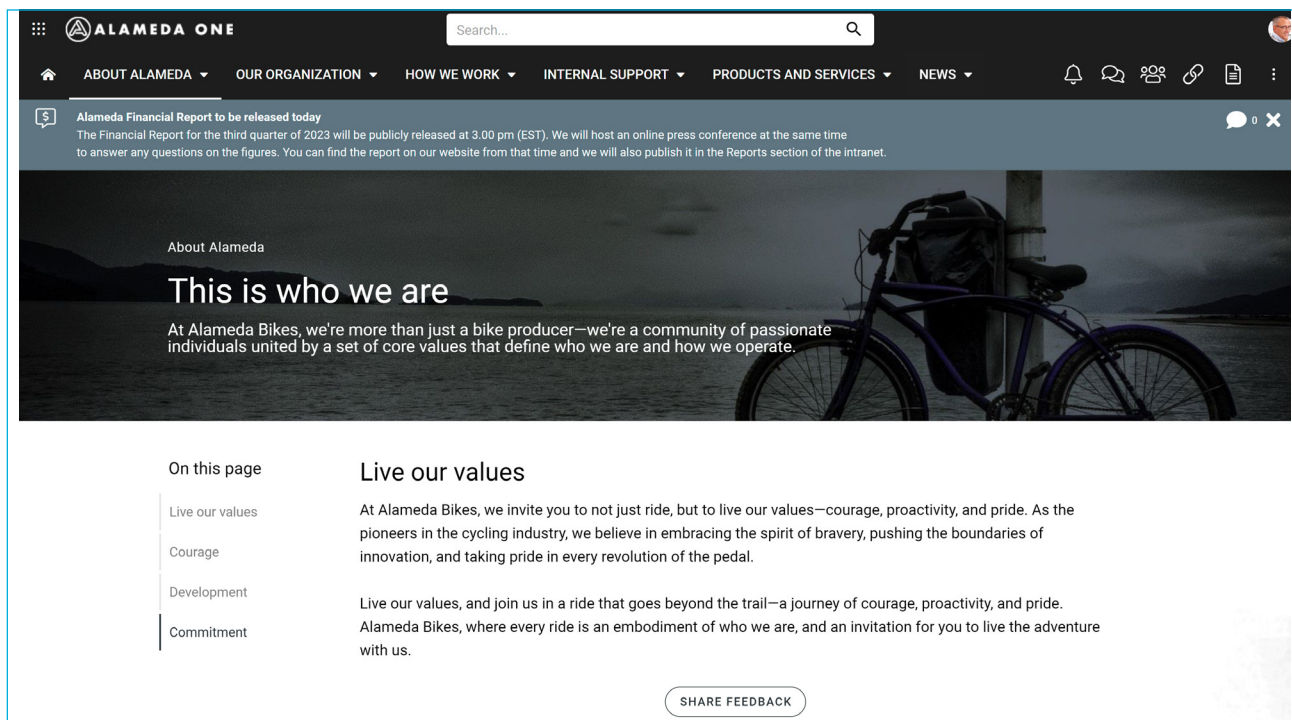 ALAMEDA ONE
Search...
ABOUT ALAMEDA
OUR ORGANIZATION
HOW WE WORK
INTERNAL SUPPORT
PRODUCTS AND SERVICES
NEWS
Alameda Financial Report to be released today
The Financial Report for the third quarter of 2023 will be publicly released at 3.00 pm (EST). We will host an online press conference at the same time
to answer any questions on the figures. You can find the report on our website from that time and we will also publish it in the Reports section of the intranet.
0
About Alameda
This is who we are
At Alameda Bikes, we're more than just a bike producer—we're a community of passionate
individuals united by a set of core values that define who we are and how we operate.
On this page
Live our values
Courage
Development
Commitment
Live our values
At Alameda Bikes, we invite you to not just ride, but to live our values—courage, proactivity, and pride. As the
pioneers in the cycling industry, we believe in embracing the spirit of bravery, pushing the boundaries of
innovation, and taking pride in every revolution of the pedal.
Live our values, and join us in a ride that goes beyond the trail—a journey of courage, proactivity, and pride.
Alameda Bikes, where every ride is an embodiment of who we are, and an invitation for you to live the adventure
with us.
SHARE FEEDBACK